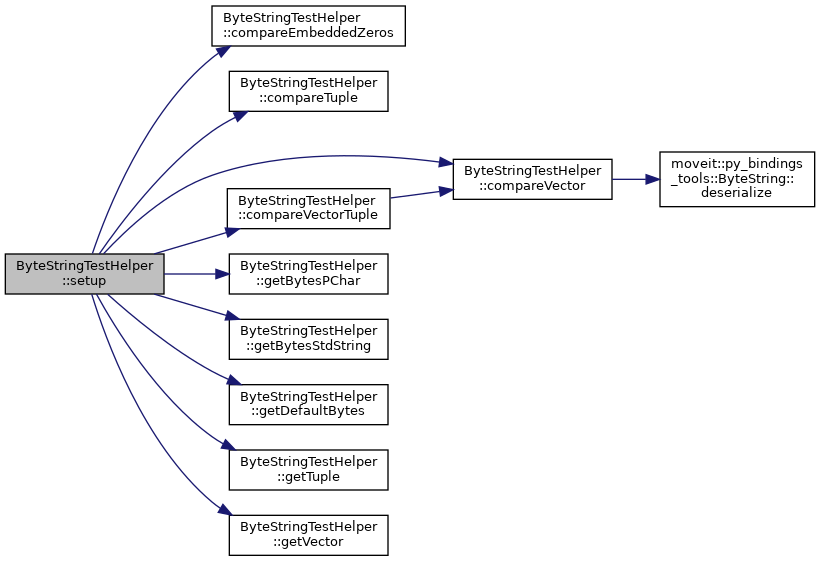 ByteStringTestHelper
::compareEmbeddedZeros
ByteStringTestHelper
::compareTuple
ByteStringTestHelper
::compareVector
moveit::py_bindings
_tools::ByteString::
deserialize
ByteStringTestHelper
::compareVectorTuple
ByteStringTestHelper
::setup
ByteStringTestHelper
::getBytesPChar
ByteStringTestHelper
::getBytesStdString
ByteStringTestHelper
::getDefaultBytes
ByteStringTestHelper
::getTuple
ByteStringTestHelper
::getVector